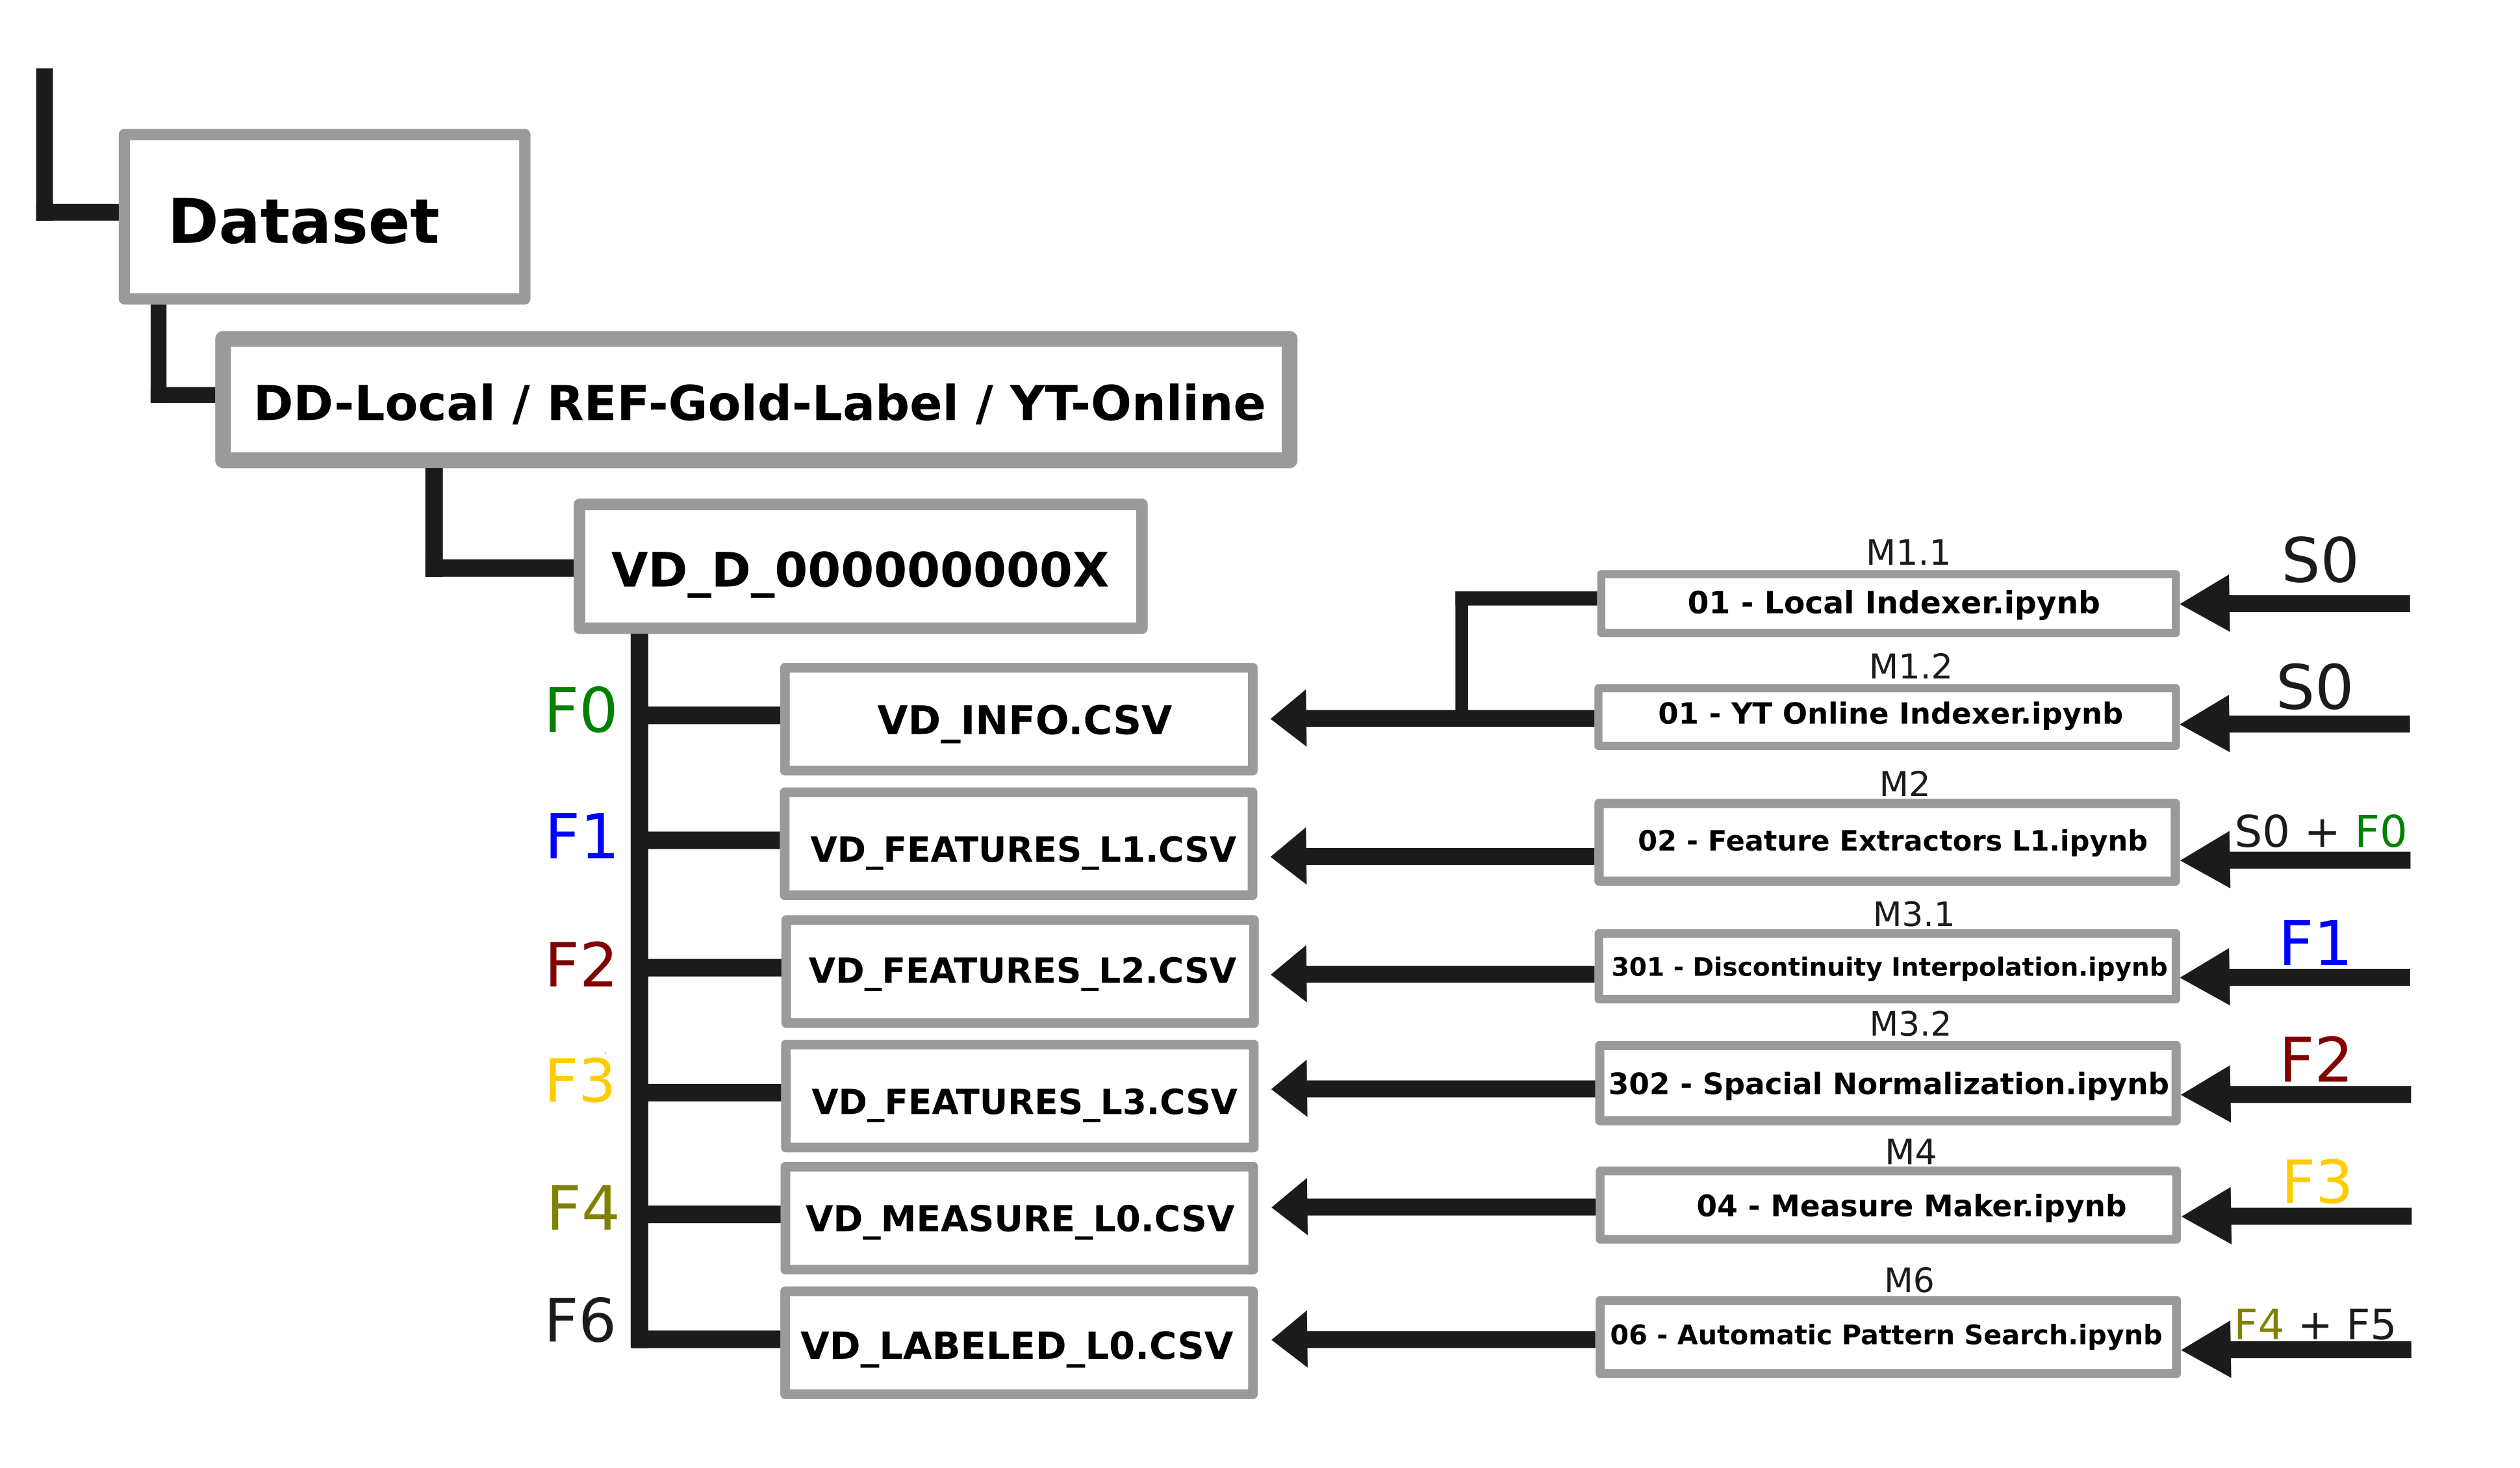 Dataset
DD-Local / REF-Gold-Label / YT-Online
VD_D_000000000X
M1.1
S0
01 - Local Indexer.ipynb
M1.2
S0
F0
VD_INFO.CSV
01 - YT Online Indexer.ipynb
M2
F1
VD_FEATURES_L1.CSV
02 - Feature Extractors L1.ipynb
S0 + F0
M3.1
F2
VD_FEATURES_L2.CSV
301 - Discontinuity Interpolation.ipynb
F1
M3.2
F3
VD_FEATURES_L3.CSV
302 - Spacial Normalization.ipynb
F2
M4
F4
VD_MEASURE_L0.CSV
04 - Measure Maker.ipynb
F3
M6
F6
VD_LABELED_L0.CSV
06 - Automatic Pattern Search.ipynb
F4 + F5